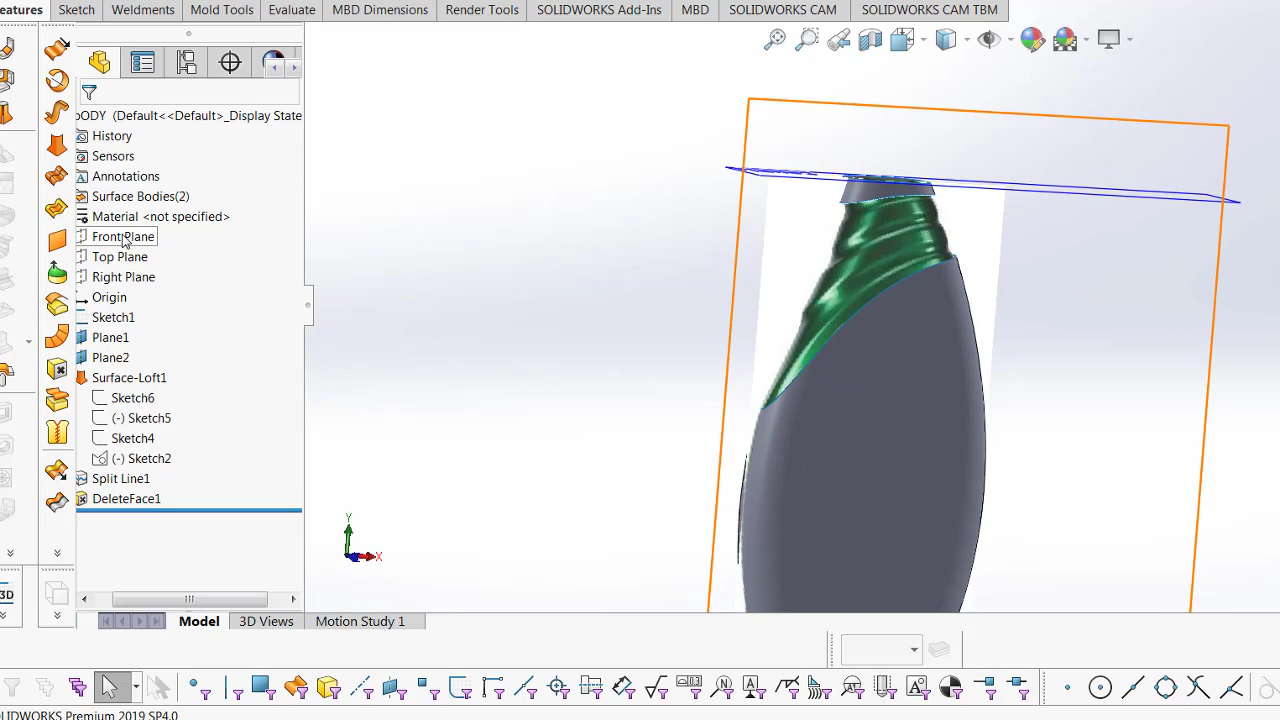 eatures Sketch Weldments Mold Tools Evaluate MBD Dimensions Render Tools SOLIDWORKS Add-Ins MBD SOLIDWORKS CAM SOLIDWORKS CAM TBM
ODY (Default<<Default>_Display State
History
Sensors
Annotations
Surface Bodies(2)
Material <not specified>
Front Plane
Top Plane
Right Plane
Origin
Sketch1
Plane1
Plane2
Surface-Loft1
Sketch6
(-) Sketch5
Sketch4
(-) Sketch2
Split Line1
DeleteFace1
Y
X
3D
Model 3D Views Motion Study 1
OLIDWORKS Premium 2019 SP4.0